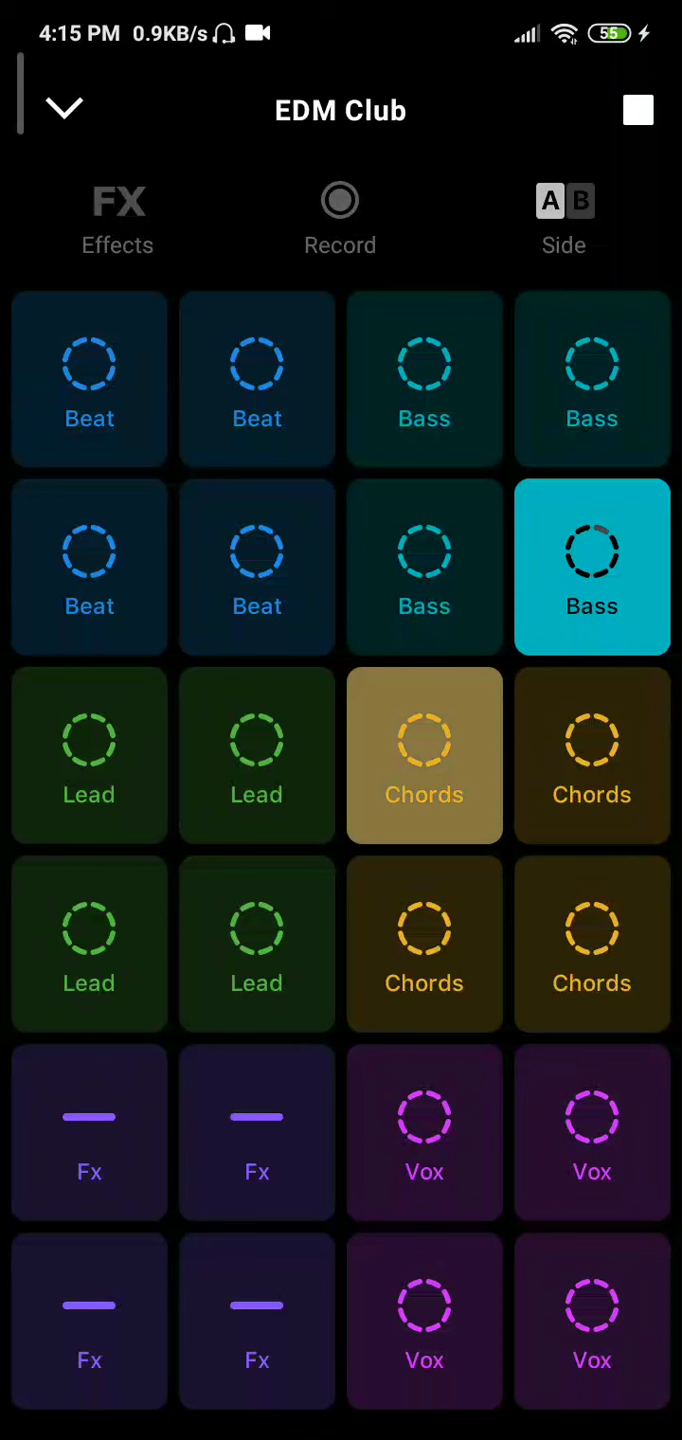 4:15 PM 0.9KB/s 55
EDM Club
FX A B
Effects Record Side
Beat Beat Bass Bass
Beat Beat Bass Bass
Lead Lead Chords Chords
Lead Lead Chords Chords
Fx Fx Vox Vox
Fx Fx Vox Vox